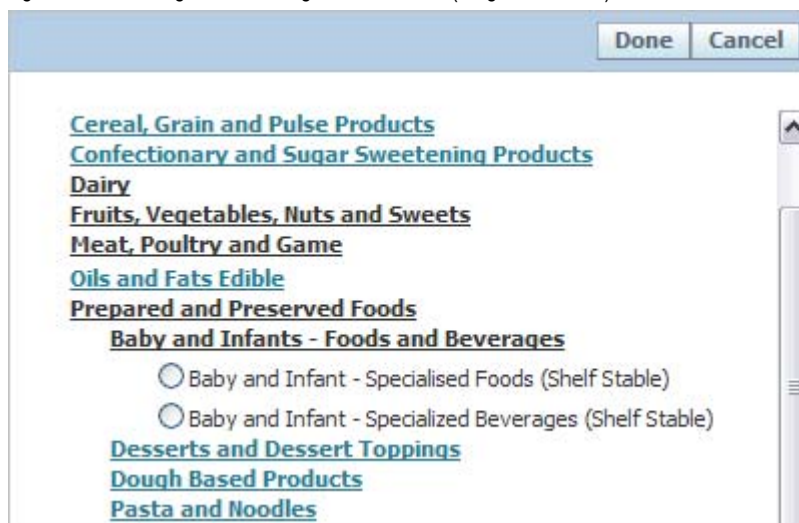 Done Cancel
Cereal, Grain and Pulse Products
Confectionary and Sugar Sweetening Products
Dairy
Fruits, Vegetables, Nuts and Sweets
Meat, Poultry and Game
Oils and Fats Edible
Prepared and Preserved Foods
Baby and Infants - Foods and Beverages
Baby and Infant - Specialised Foods (Shelf Stable)
Baby and Infant - Specialized Beverages (Shelf Stable)
Desserts and Dessert Toppings
Dough Based Products
Pasta and Noodles